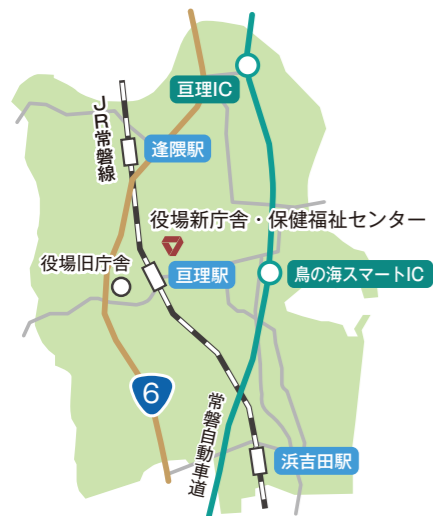 亘理IC
JR常磐線
逢隈駅
役場新庁舎・保健福祉センター
役場旧庁舎
亘理駅
鳥の海スマートIC
6
常磐自動車道
浜吉田駅